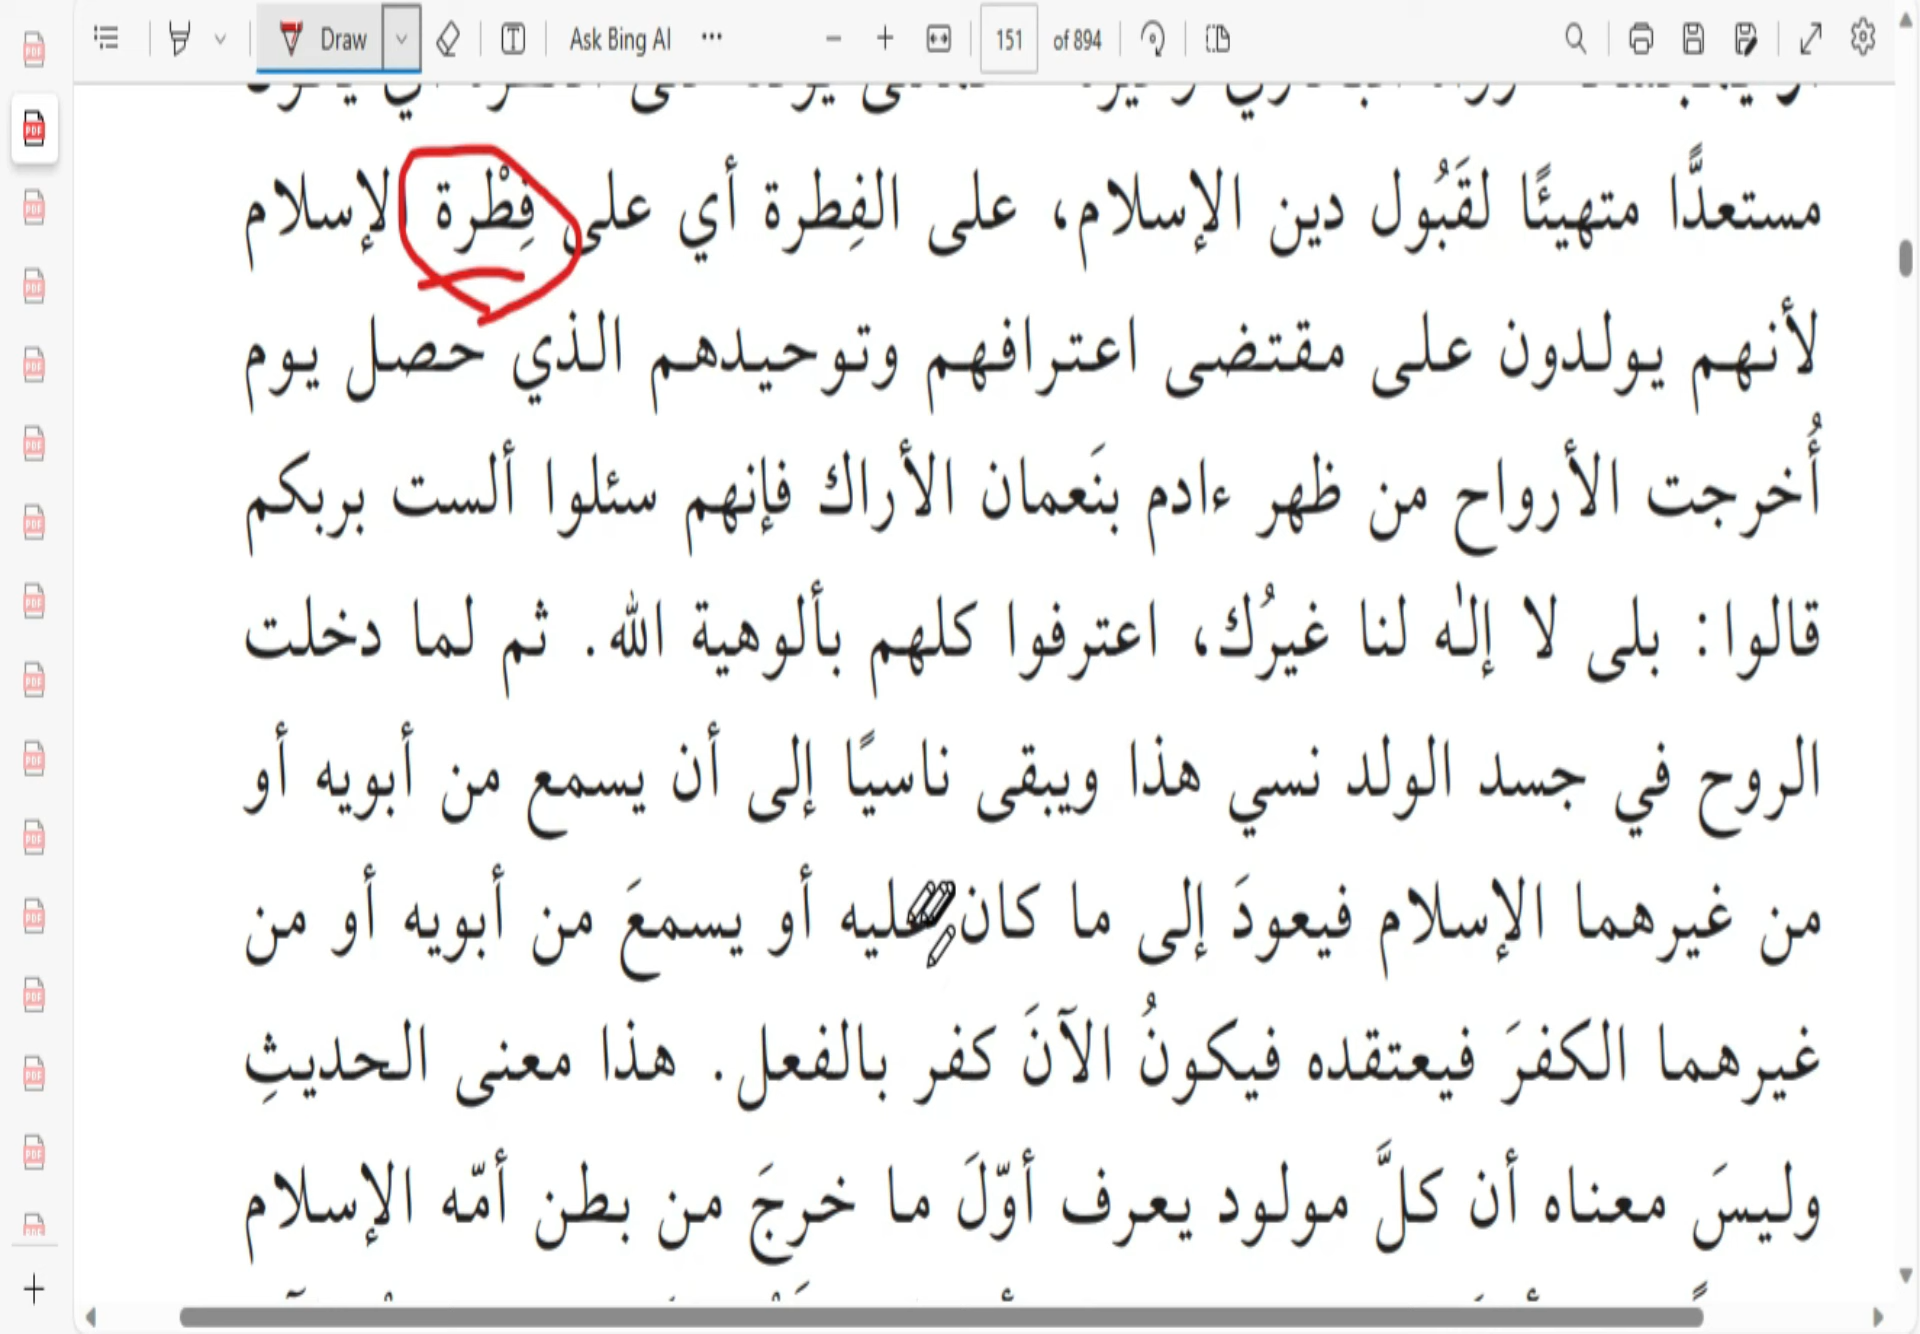 Draw
Ask Bing AI
151 of 894
مستعدًّا متهيئًا لقَبُول دين الإسلام، على الفِطرة أي على فِطْرة الإسلام
لأنهم يولدون على مقتضى اعترافهم وتوحيدهم الذي حصل يوم
أُخرجت الأرواح من ظهر ءادم بنَعمان الأراك فإنهم سئلوا ألست بربكم
قالوا: بلى لا إلٰه لنا غيرُك، اعترفوا كلهم بألوهية الله. ثم لما دخلت
الروح في جسد الولد نسي هذا ويبقى ناسيًا إلى أن يسمع من أبويه أو
من غيرهما الإسلام فيعودَ إلى ما كان عليه أو يسمعَ من أبويه أو من
غيرهما الكفرَ فيعتقده فيكونُ الآنَ كفر بالفعل. هذا معنى الحديثِ
وليسَ معناه أن كلَّ مولود يعرف أوّلَ ما خرجَ من بطن أمّه الإسلام